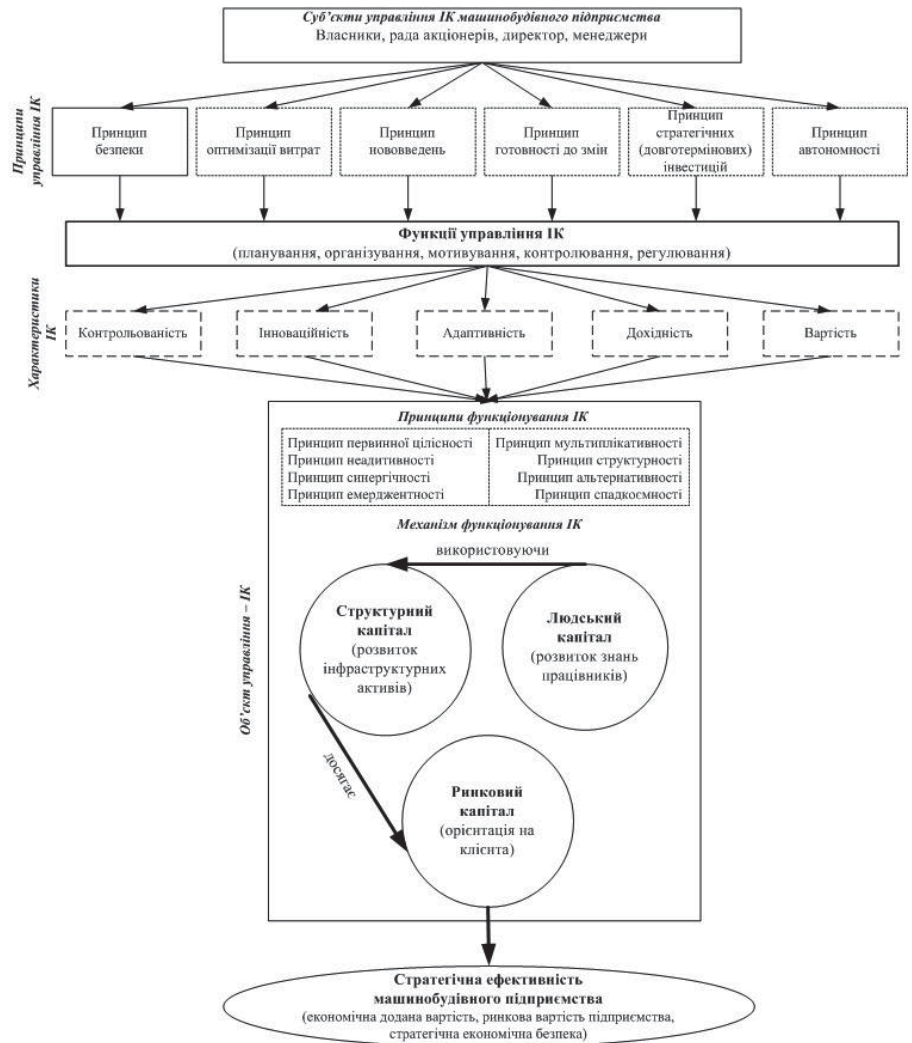 Суб’єкти управління ІК машинобудівного підприємства
Власники, рада акціонерів, директор, менеджери
Принципи
управління ІК
Принцип
безпеки
Принцип
оптимізації витрат
Принцип
нововведень
Принцип
готовності до змін
Принцип
стратегічних
(довготермінових)
інвестицій
Принцип
автономності
Функції управління ІК
(планування, організування, мотивування, контролювання, регулювання)
Характеристики
ІК
Контрольованість
Інноваційність
Адаптивність
Дохідність
Вартість
Об’єкт управління – ІК
Принципи функціонування ІК
Принцип первинної цілісності
Принцип неадитивності
Принцип синергічності
Принцип емерджентності
Принцип мультиплікативності
Принцип структурності
Принцип альтернативності
Принцип спадкоємності
Механізм функціонування ІК
використовуючи
Структурний
капітал
(розвиток
інфраструктурних
активів)
Людський
капітал
(розвиток знань
працівників)
досягає
Ринковий
капітал
(орієнтація на
клієнта)
Стратегічна ефективність
машинобудівного підприємства
(економічна додана вартість, ринкова вартість підприємства,
стратегічна економічна безпека)